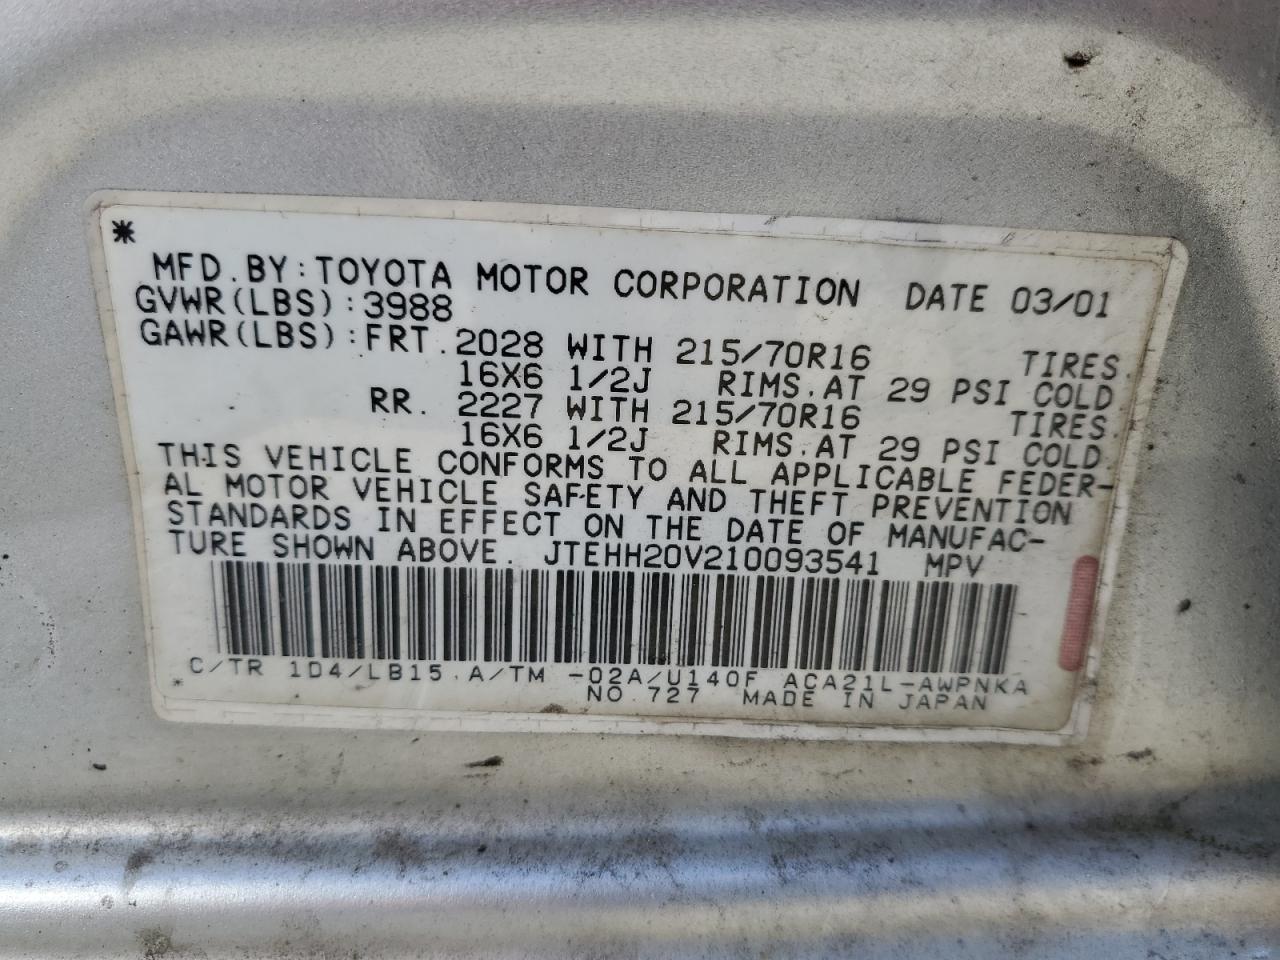 *
MFD.BY:TOYOTA MOTOR CORPORATION DATE 03/01
GVWR(LBS):3988
GAWR(LBS):FRT.2028 WITH 215/70R16 TIRES.
16X6 1/2J RIMS.AT 29 PSI COLD
RR. 2227 WITH 215/70R16 TIRES.
16X6 1/2J RIMS.AT 29 PSI COLD.
THIS VEHICLE CONFORMS TO ALL APPLICABLE FEDER-
AL MOTOR VEHICLE SAFETY AND THEFT PREVENTION
STANDARDS IN EFFECT ON THE DATE OF MANUFAC-
TURE SHOWN ABOVE. JTEHH20V210093541 MPV
C/TR 1D4/LB15.A/TM -02A/U140F ACA21L-AWPNKA
* NO.727 MADE IN JAPAN